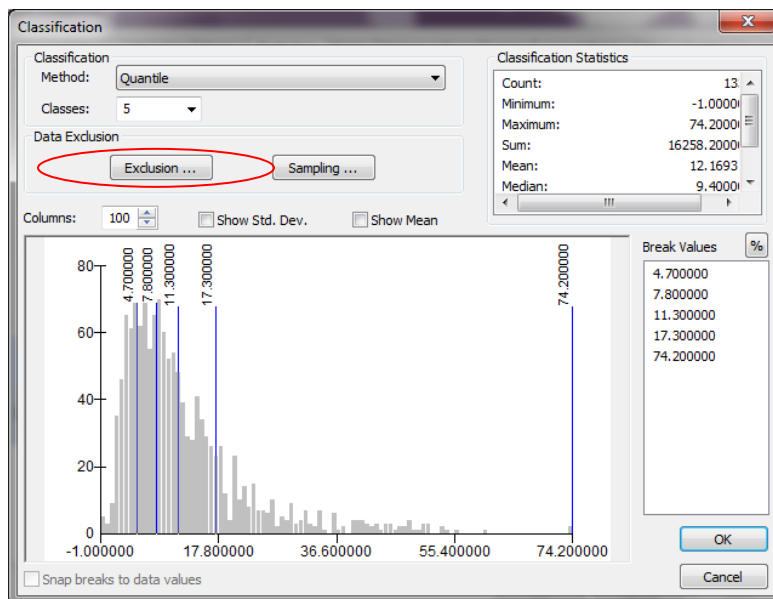 Classification
Classification
Method: Quantile
Classes: 5
Data Exclusion
Exclusion ...
Sampling ...
Classification Statistics
Count: 13
Minimum: -1.0000
Maximum: 74.2000
Sum: 16258.2000
Mean: 12.1693
Median: 9.4000
Columns: 100
Show Std. Dev.
Show Mean
Break Values
%
4.700000
7.800000
11.300000
17.300000
74.200000
4.700000
7.800000
11.300000
17.300000
74.200000
80
60
40
20
0
-1.000000 17.800000 36.600000 55.400000 74.200000
Snap breaks to data values
OK
Cancel